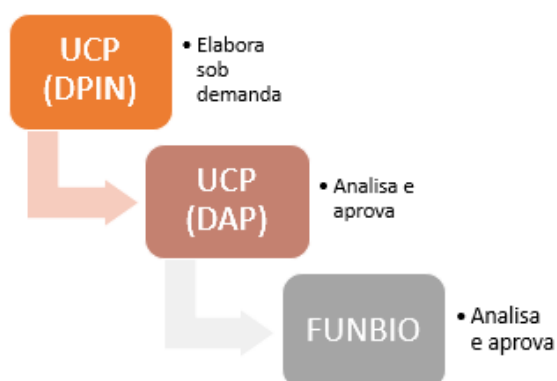 UCP
(DPIN)
• Elabora
sob
demanda
UCP
(DAP)
• Analisa e
aprova
FUNBIO
• Analisa
e aprova